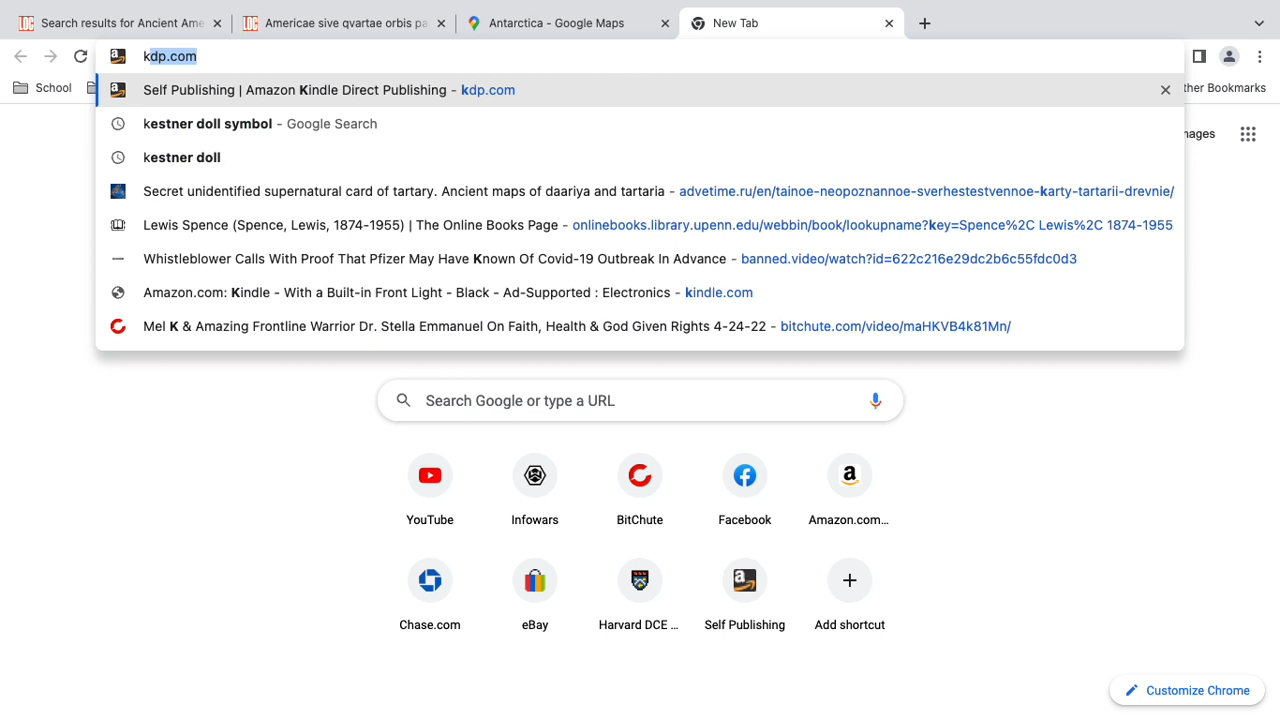 Search results for Ancient Ame
Americae sive qvartae orbis pa
Antarctica - Google Maps
New Tab
kdp.com
School
Self Publishing | Amazon Kindle Direct Publishing - kdp.com
ther Bookmarks
kestner doll symbol - Google Search
mages
kestner doll
Secret unidentified supernatural card of tartary. Ancient maps of daariya and tartaria - advetime.ru/en/tainoe-neopoznannoe-sverhestestvennoe-karty-tartarii-drevnie/
Lewis Spence (Spence, Lewis, 1874-1955) | The Online Books Page - onlinebooks.library.upenn.edu/webbin/book/lookupname?key=Spence%2C Lewis%2C 1874-1955
Whistleblower Calls With Proof That Pfizer May Have Known Of Covid-19 Outbreak In Advance - banned.video/watch?id=622c216e29dc2b6c55fdc0d3
Amazon.com: Kindle - With a Built-in Front Light - Black - Ad-Supported : Electronics - kindle.com
Mel K & Amazing Frontline Warrior Dr. Stella Emmanuel On Faith, Health & God Given Rights 4-24-22 - bitchute.com/video/maHKVB4k81Mn/
Search Google or type a URL
YouTube
Infowars
BitChute
Facebook
Amazon.com...
Chase.com
eBay
Harvard DCE ...
Self Publishing
Add shortcut
Customize Chrome